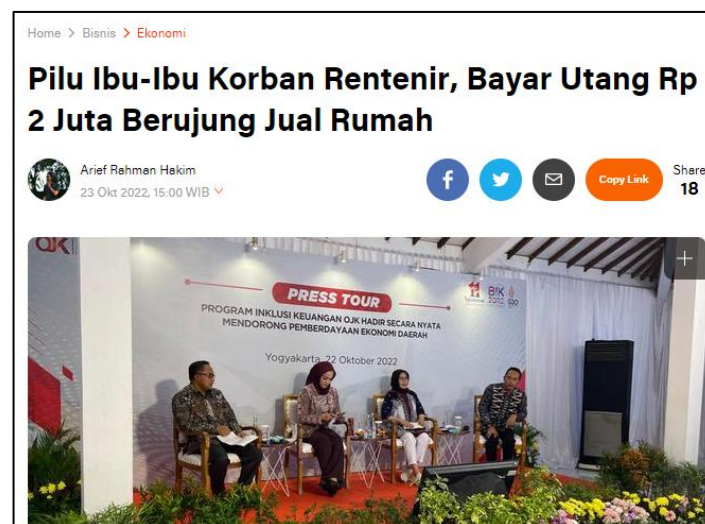 Home > Bisnis > Ekonomi
Pilu Ibu-Ibu Korban Rentenir, Bayar Utang Rp
2 Juta Berujung Jual Rumah
Arief Rahman Hakim
23 Okt 2022, 15:00 WIB
Copy Link
Share
18
OJK
PRESS TOUR
PROGRAM INKLUSI KEUANGAN OJK HADIR SECARA NYATA
MENDORONG PEMBERDAYAAN EKONOMI DAERAH
Yogyakarta, 22 Oktober 2022